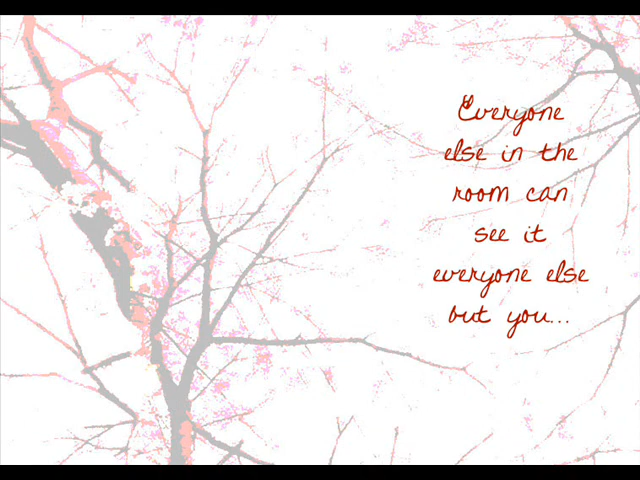 Everyone
else in the
room can
see it
everyone else
but you...